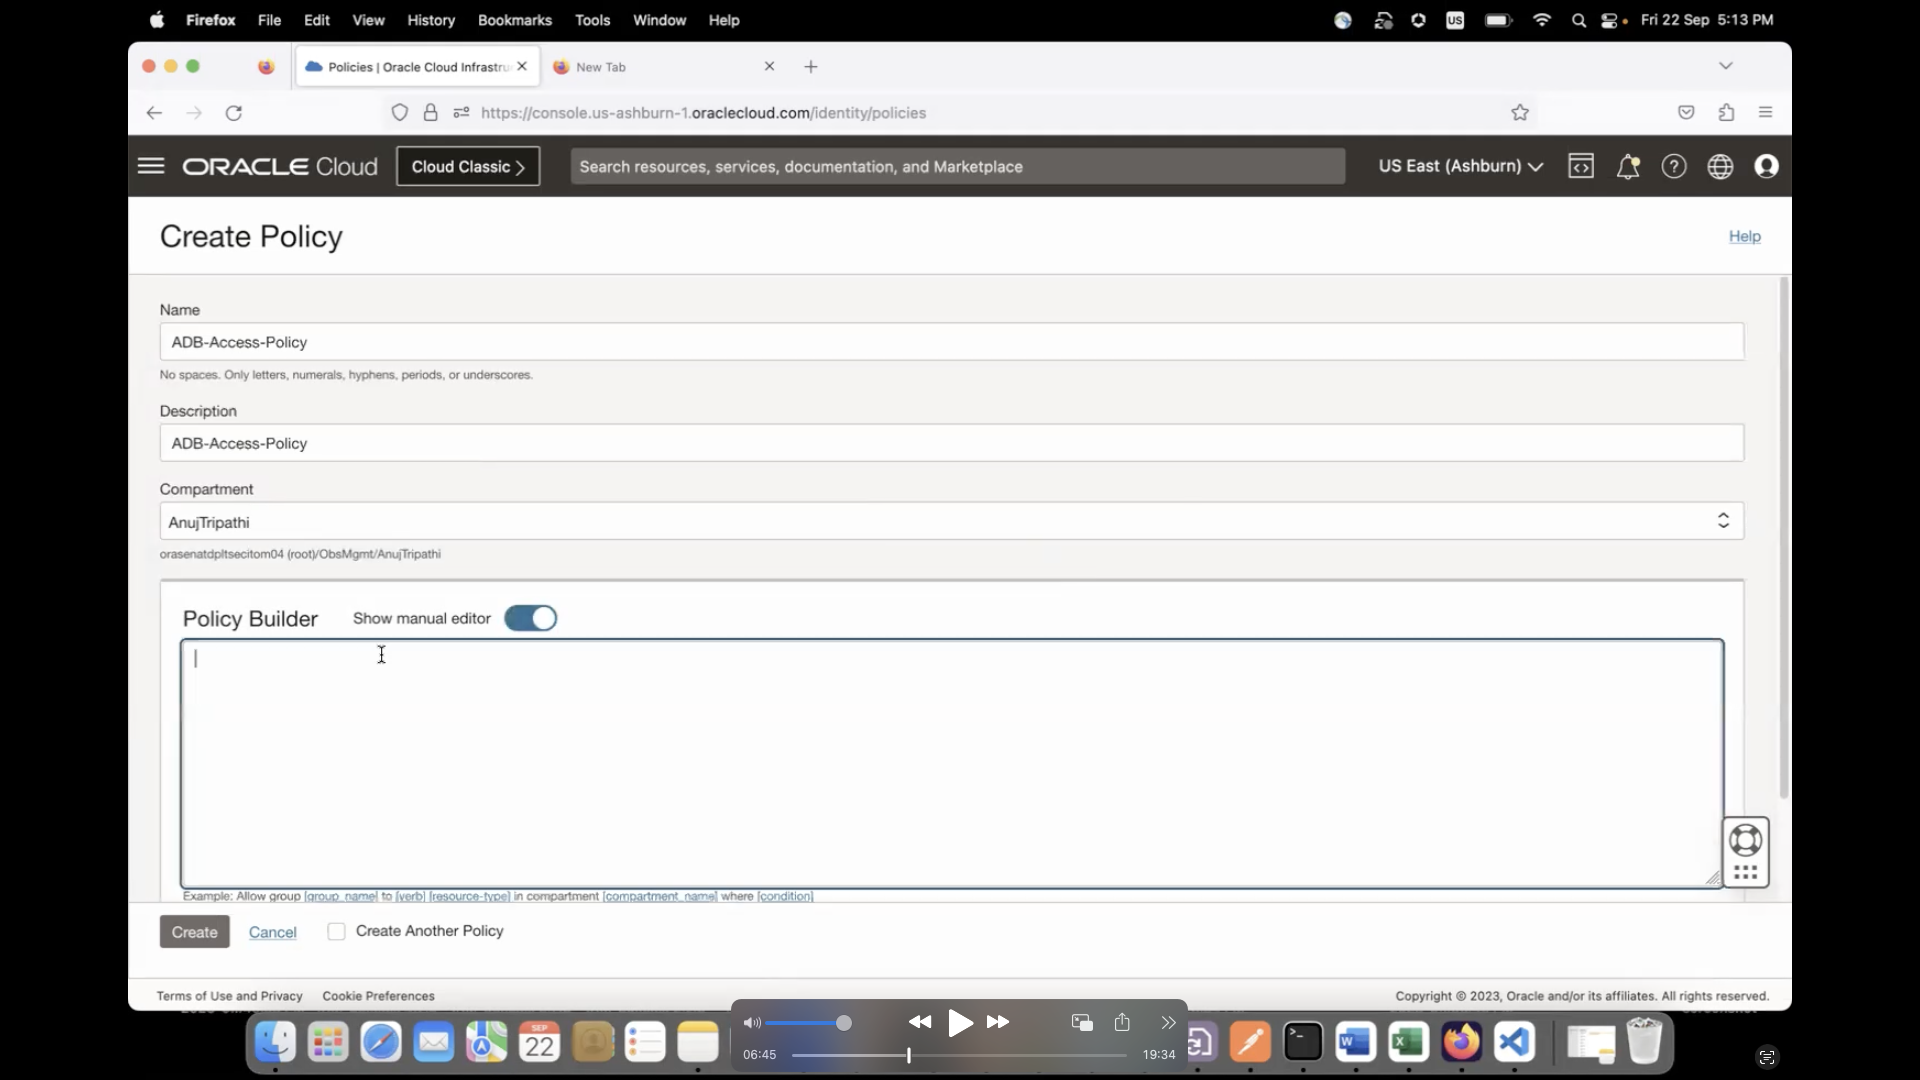 Firefox File Edit View History Bookmarks Tools Window Help US Fri 22 Sep 5:13 PM
Policies | Oracle Cloud Infrastru New Tab
https://console.us-ashburn-1.oraclecloud.com/identity/policies
ORACLE Cloud Cloud Classic > Search resources, services, documentation, and Marketplace US East (Ashburn)
Create Policy Help
Name
ADB-Access-Policy
No spaces. Only letters, numerals, hyphens, periods, or underscores.
Description
ADB-Access-Policy
Compartment
AnujTripathi
orasenatdpltsecitom04 (root)/ObsMgmt/AnujTripathi
Policy Builder Show manual editor
Example: Allow group [group_name] to [verb] [resource-type] in compartment [compartment_name] where [condition]
Create Cancel Create Another Policy
Terms of Use and Privacy Cookie Preferences Copyright © 2023, Oracle and/or its affiliates. All rights reserved.
SEP
22
06:45 19:34